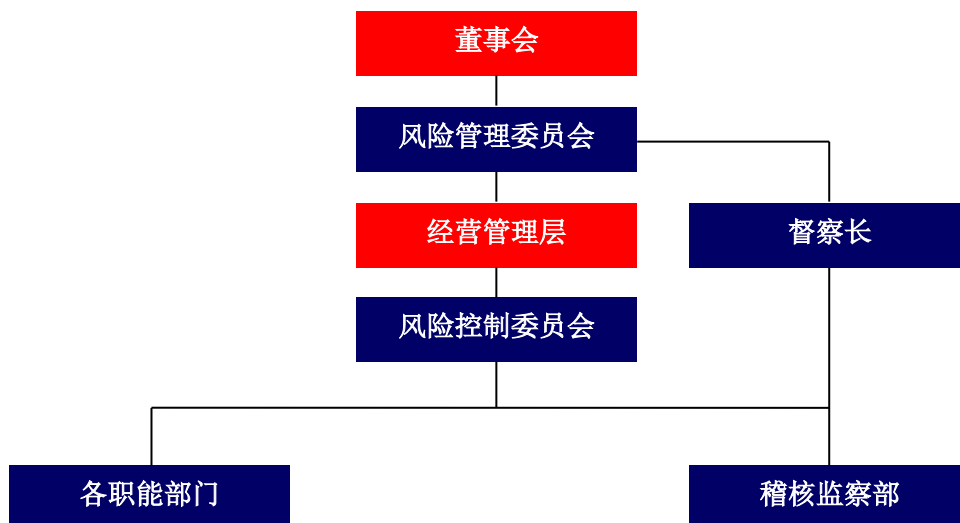 董事会
风险管理委员会
经营管理层
督察长
风险控制委员会
各职能部门
稽核监察部